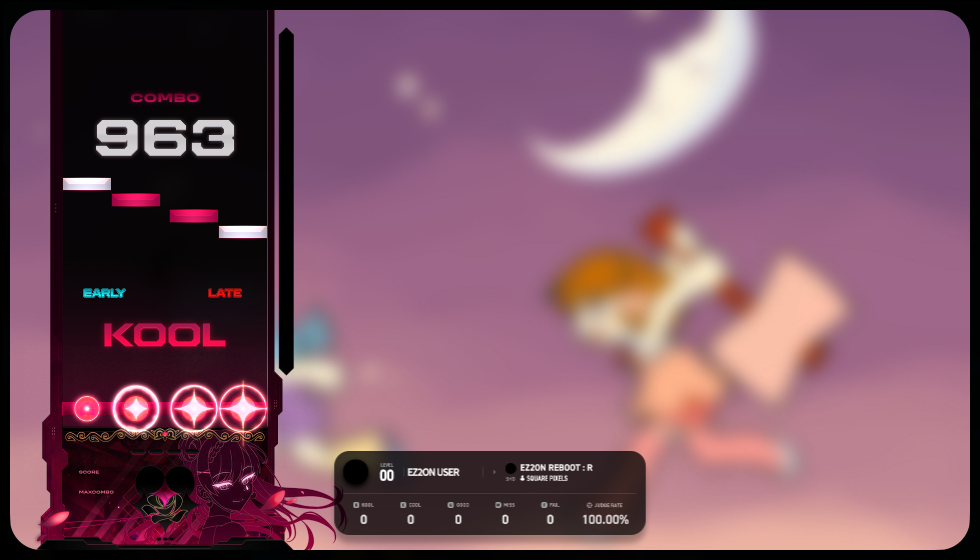 COMBO
963
EARLY
LATE
KOOL
SCORE
MAXCOMBO
LEVEL
00
EZ2ON USER
EZ2ON REBOOT : R
SQUARE PIXELS
KOOL
COOL
GOOD
MISS
FAIL
JUDGE RATE
0
0
0
0
0
100.00%